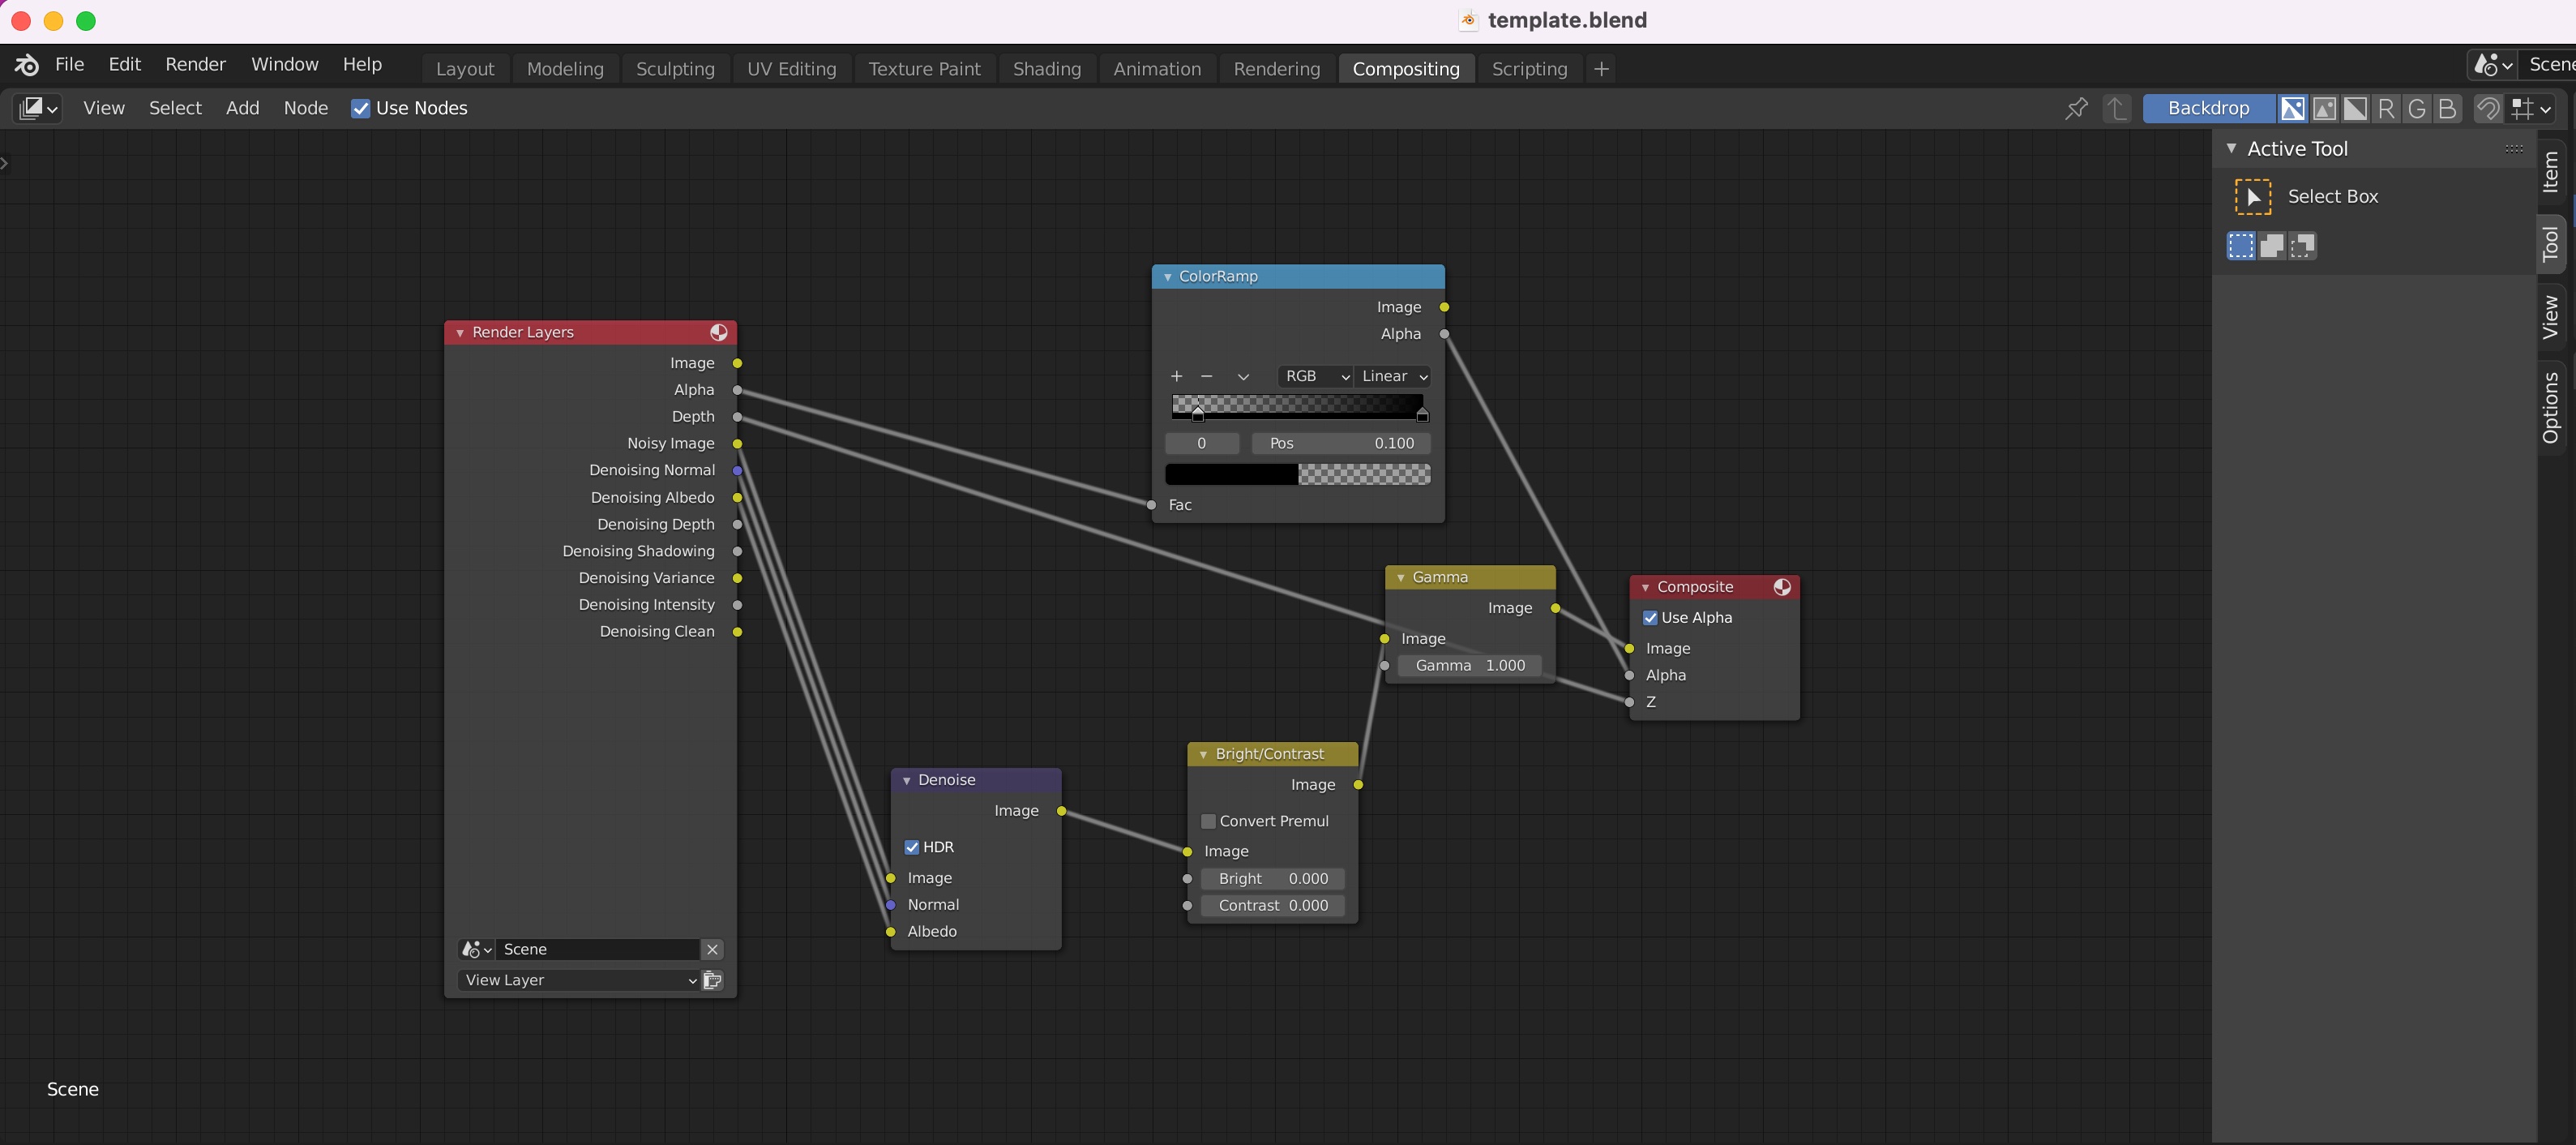 template.blend
File Edit Render Window Help Layout Modeling Sculpting UV Editing Texture Paint Shading Animation Rendering Compositing Scripting + Scene
View Select Add Node Use Nodes Backdrop R G B
Active Tool
Select Box
Item
Tool
View
Options
Render Layers
Image
Alpha
Depth
Noisy Image
Denoising Normal
Denoising Albedo
Denoising Depth
Denoising Shadowing
Denoising Variance
Denoising Intensity
Denoising Clean
Scene
View Layer
ColorRamp
Image
Alpha
RGB Linear
0 Pos 0.100
Fac
Gamma
Image
Image
Gamma 1.000
Composite
Use Alpha
Image
Alpha
Z
Denoise
Image
HDR
Image
Normal
Albedo
Bright/Contrast
Image
Convert Premul
Image
Bright 0.000
Contrast 0.000
Scene